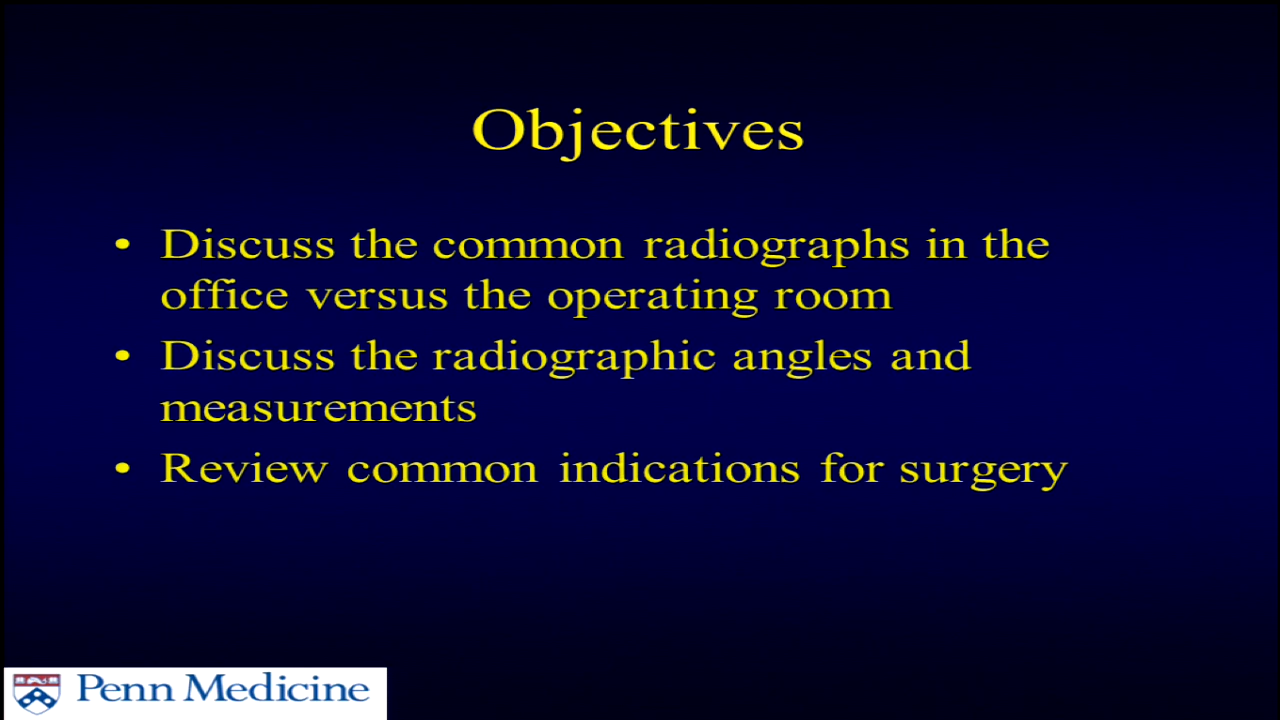 Objectives
• Discuss the common radiographs in the
office versus the operating room
• Discuss the radiographic angles and
measurements
• Review common indications for surgery
Penn Medicine